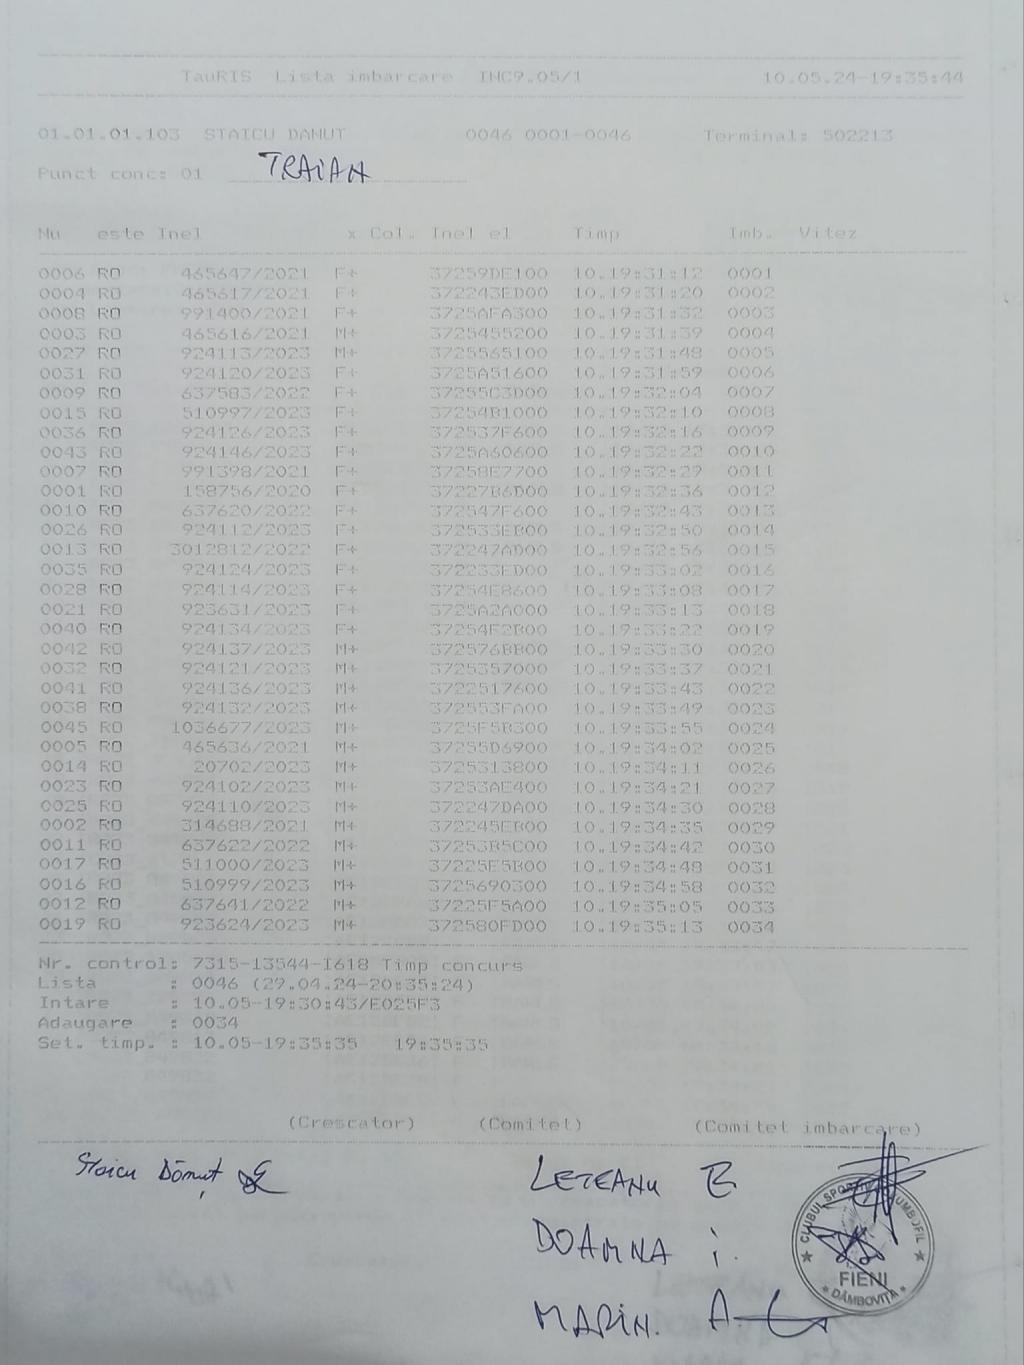 TauRIS Lista imbarcare INC9.05/1 10.05.24-19:35:44
01.01.01.103 STAICU DANUT 0046 0001-0046 Terminal: 502213
Punct conc: 01 TRAIAN
Nu este Inel x Col. Inel el Timp Imb. Vitez
0006 RO 465647/2021 F+ 37259DE100 10.19:31:12 0001
0004 RO 465617/2021 F+ 372243ED00 10.19:31:20 0002
0008 RO 991400/2021 F+ 3725AFA300 10.19:31:32 0003
0003 RO 465616/2021 M+ 3725455200 10.19:31:39 0004
0027 RO 924113/2023 M+ 3725565100 10.19:31:48 0005
0031 RO 924120/2023 F+ 3725A51600 10.19:31:59 0006
0009 RO 637583/2022 F+ 37255C3D00 10.19:32:04 0007
0015 RO 510997/2023 F+ 37254B1000 10.19:32:10 0008
0036 RO 924126/2023 F+ 372537F600 10.19:32:16 0009
0043 RO 924146/2023 F+ 3725A60600 10.19:32:22 0010
0007 RO 991398/2021 F+ 37258E7700 10.19:32:29 0011
0001 RO 158756/2020 F+ 37227B6D00 10.19:32:36 0012
0010 RO 637620/2022 F+ 372547F600 10.19:32:43 0013
0026 RO 924112/2023 F+ 372533EB00 10.19:32:50 0014
0013 RO 3012812/2022 F+ 372247AD00 10.19:32:56 0015
0035 RO 924124/2023 F+ 372233ED00 10.19:33:02 0016
0028 RO 924114/2023 F+ 37254E8600 10.19:33:08 0017
0021 RO 923631/2023 F+ 3725A2A000 10.19:33:13 0018
0040 RO 924134/2023 F+ 37254F2B00 10.19:33:22 0019
0042 RO 924137/2023 M+ 372576BB00 10.19:33:30 0020
0032 RO 924121/2023 M+ 3725357000 10.19:33:37 0021
0041 RO 924136/2023 M+ 3722517600 10.19:33:43 0022
0038 RO 924132/2023 M+ 372553FA00 10.19:33:49 0023
0045 RO 1036677/2023 M+ 3725F5B300 10.19:33:55 0024
0005 RO 465636/2021 M+ 37255D6900 10.19:34:02 0025
0014 RO 20702/2023 M+ 3725313800 10.19:34:11 0026
0023 RO 924102/2023 M+ 37253AE400 10.19:34:21 0027
0025 RO 924110/2023 M+ 372247DA00 10.19:34:30 0028
0002 RO 314688/2021 M+ 372245EB00 10.19:34:35 0029
0011 RO 637622/2022 M+ 37253B5C00 10.19:34:42 0030
0017 RO 511000/2023 M+ 37225E5B00 10.19:34:48 0031
0016 RO 510999/2023 M+ 3725690300 10.19:34:58 0032
0012 RO 637641/2022 M+ 37225F5A00 10.19:35:05 0033
0019 RO 923624/2023 M+ 372580FD00 10.19:35:13 0034
Nr. control: 7315-13544-I618 Timp concurs
Lista : 0046 (29.04.24-20:35:24)
Intare : 10.05-19:30:43/E025F3
Adaugare : 0034
Set. timp. : 10.05-19:35:35 19:35:35
(Crescator) (Comitet) (Comitet imbarcare)
Staicu Dănuț
LETEANU E
DOAMNA i.
MARIN. A.
CLUBUL SPORTIV
FIENI
DÂMBOVIȚA